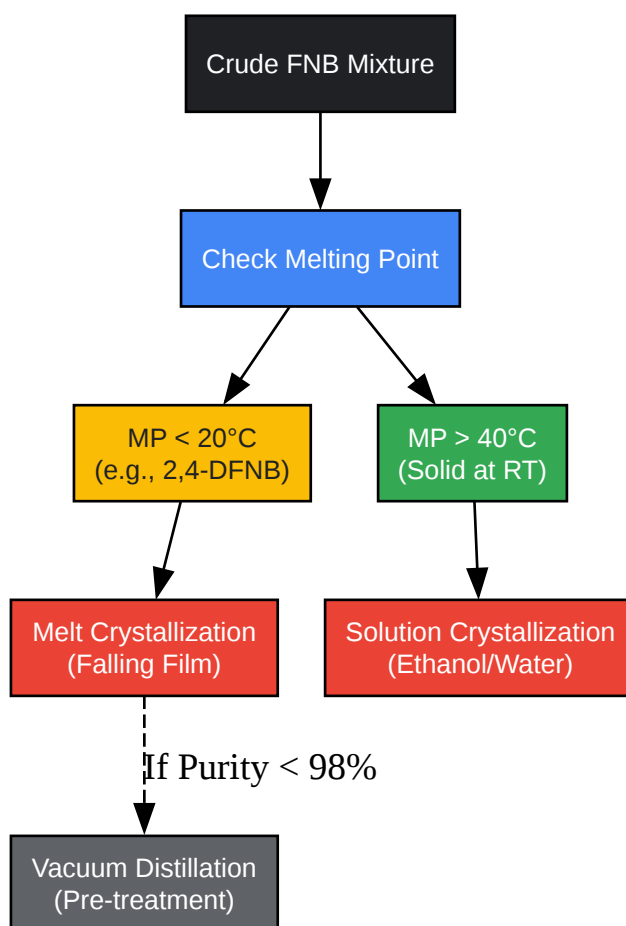 Crude FNB Mixture
Check Melting Point
MP < 20°C
(e.g., 2,4-DFNB)
MP > 40°C
(Solid at RT)
Melt Crystallization
(Falling Film)
Solution Crystallization
(Ethanol/Water)
If Purity < 98%
Vacuum Distillation
(Pre-treatment)